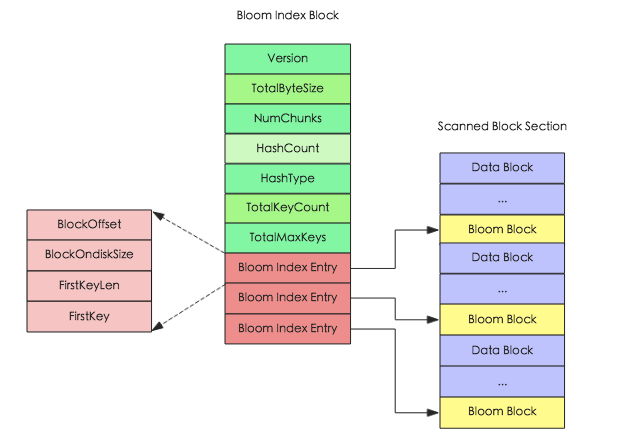 Bloom Index Block
Version
TotalByteSize
NumChunks
HashCount
HashType
TotalKeyCount
TotalMaxKeys
Bloom Index Entry
Bloom Index Entry
Bloom Index Entry
BlockOffset
BlockOndiskSize
FirstKeyLen
FirstKey
Scanned Block Section
Data Block
...
Bloom Block
Data Block
...
Bloom Block
Data Block
...
Bloom Block